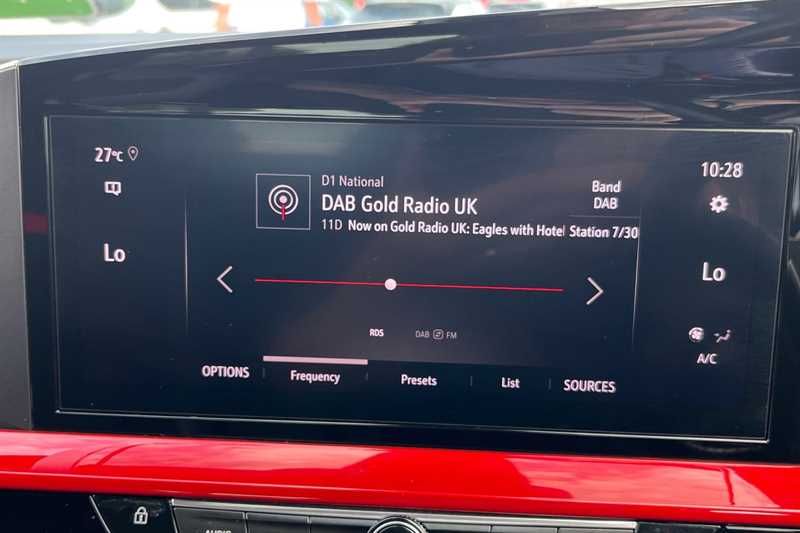 27°C
10:28
D1 National
DAB Gold Radio UK
Band
DAB
11D Now on Gold Radio UK: Eagles with Hotel Station 7/30
Lo
Lo
RDS
DAB FM
A/C
OPTIONS
Frequency
Presets
List
SOURCES
AUDIO